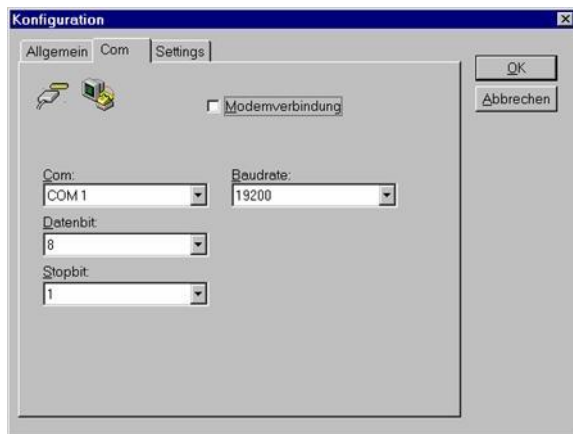 Konfiguration
Allgemein Com Settings
OK
Abbrechen
Modemverbindung
Com: Baudrate:
COM 1 19200
Datenbit:
8
Stopbit:
1